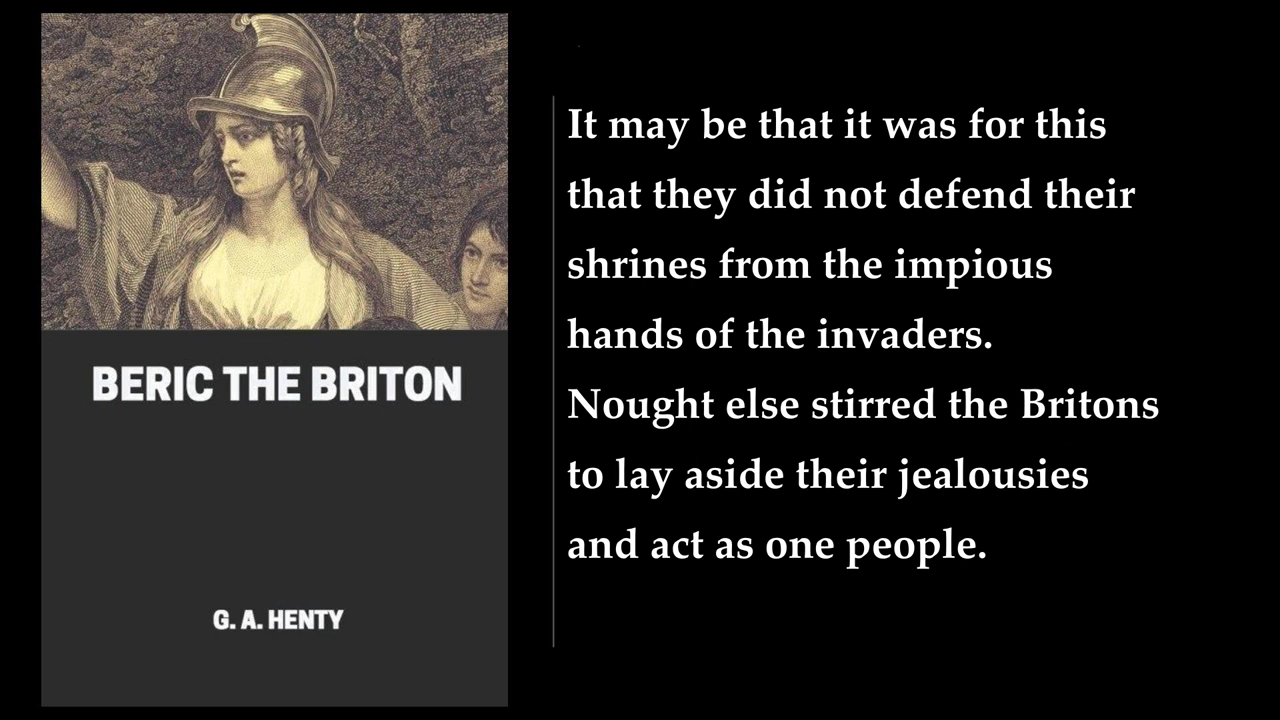 BERIC THE BRITON
G. A. HENTY
It may be that it was for this
that they did not defend their
shrines from the impious
hands of the invaders.
Nought else stirred the Britons
to lay aside their jealousies
and act as one people.